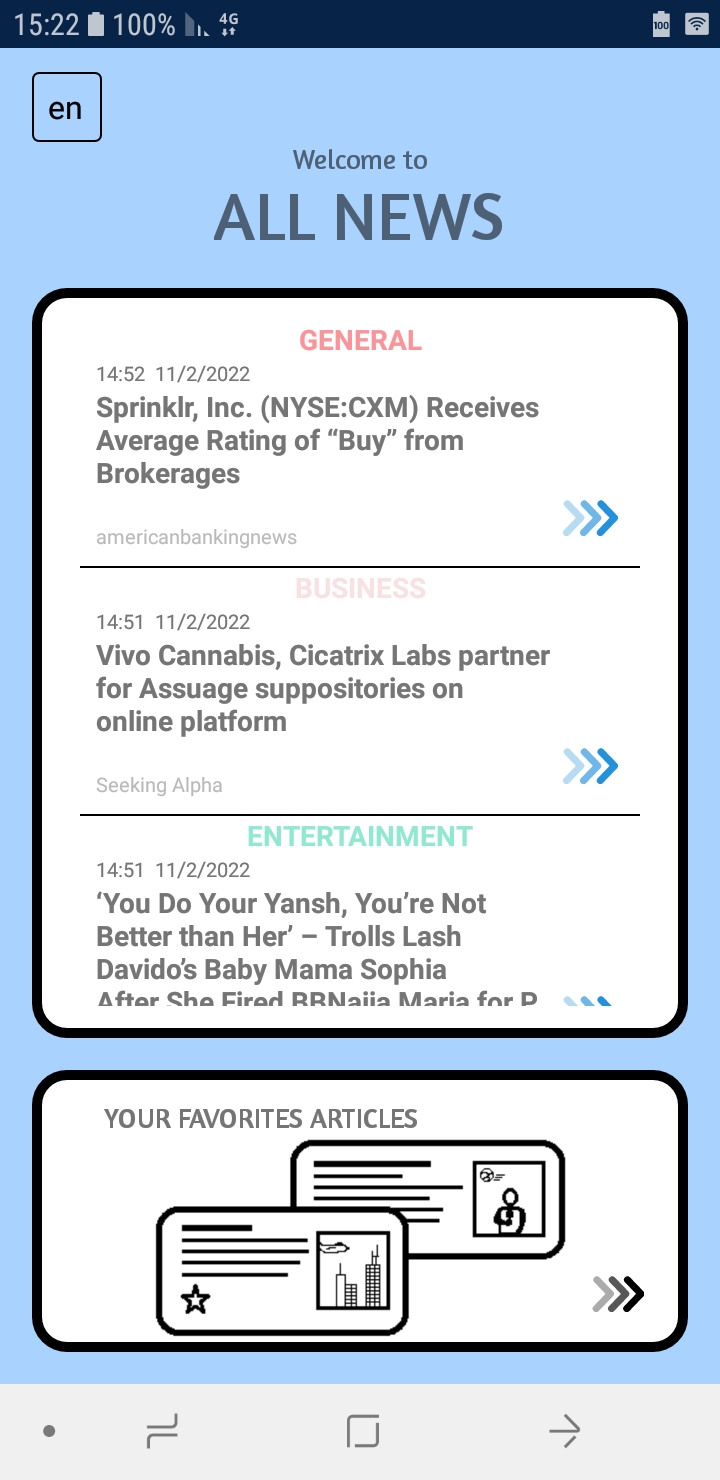 15:22 100% 4G 100
en
Welcome to
ALL NEWS
GENERAL
14:52 11/2/2022
Sprinklr, Inc. (NYSE:CXM) Receives
Average Rating of “Buy” from
Brokerages
americanbankingnews
BUSINESS
14:51 11/2/2022
Vivo Cannabis, Cicatrix Labs partner
for Assuage suppositories on
online platform
Seeking Alpha
ENTERTAINMENT
14:51 11/2/2022
‘You Do Your Yansh, You’re Not
Better than Her’ – Trolls Lash
Davido’s Baby Mama Sophia
After She Fired BBNaija Maria for P
YOUR FAVORITES ARTICLES